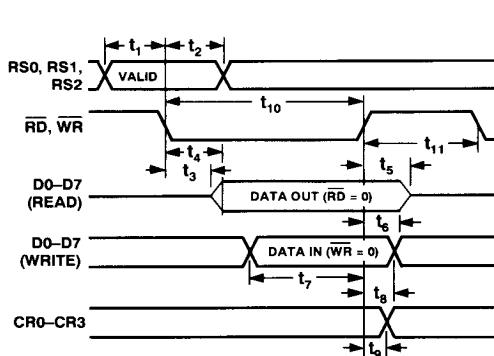 t1 t2
RS0, RS1, RS2 VALID
t10
RD, WR
t4 t11
t3 t5
D0–D7 (READ) DATA OUT (RD = 0)
t6
D0–D7 (WRITE) DATA IN (WR = 0)
t7 t8
CR0–CR3
t9